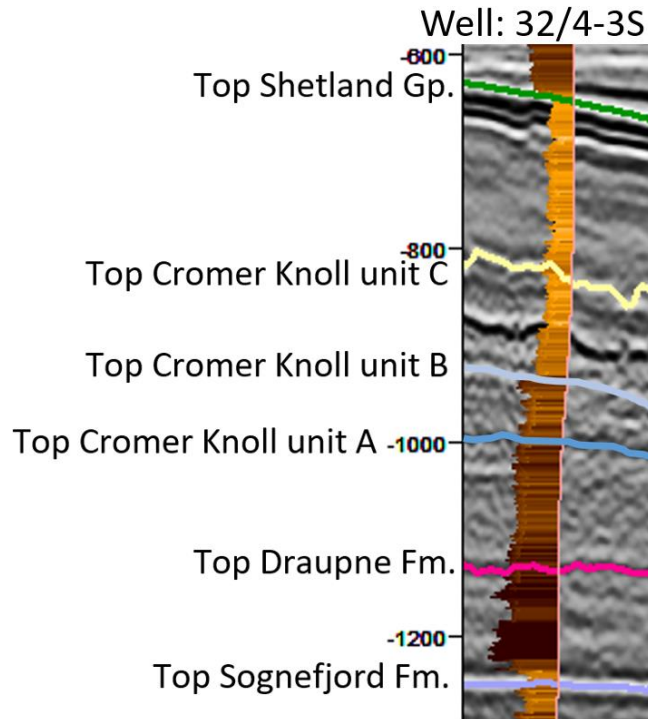 Well: 32/4-3S
-600
Top Shetland Gp.
-800
Top Cromer Knoll unit C
Top Cromer Knoll unit B
Top Cromer Knoll unit A -1000
Top Draupne Fm.
-1200
Top Sognefjord Fm.